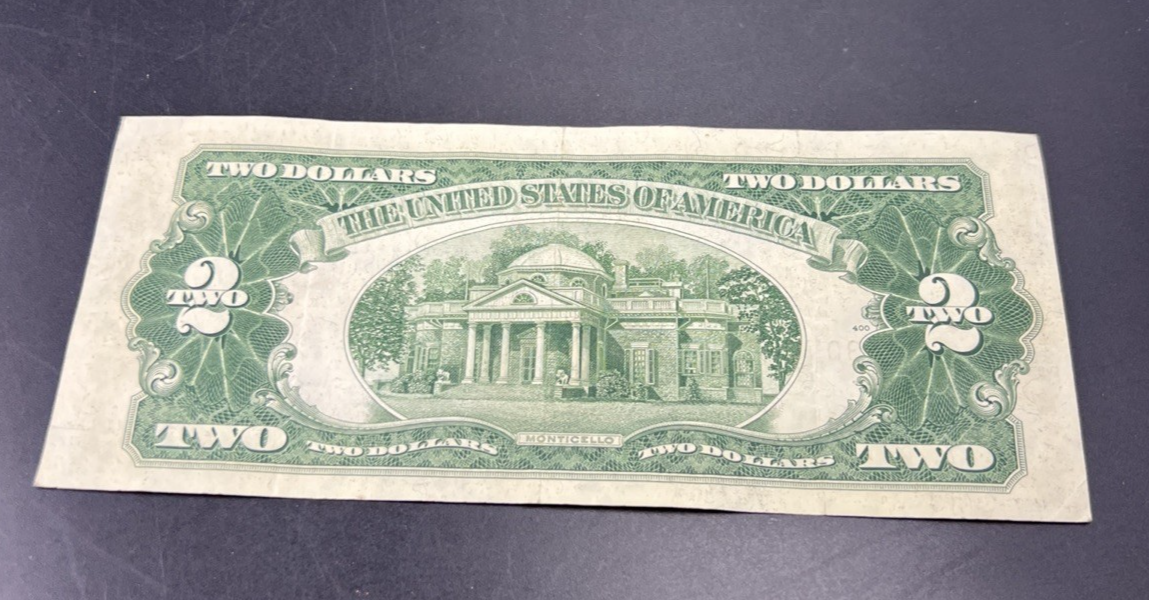 TWO DOLLARS TWO DOLLARS
THE UNITED STATES OF AMERICA
2 TWO
2 TWO
400
MONTICELLO
TWO TWO DOLLARS TWO DOLLARS TWO